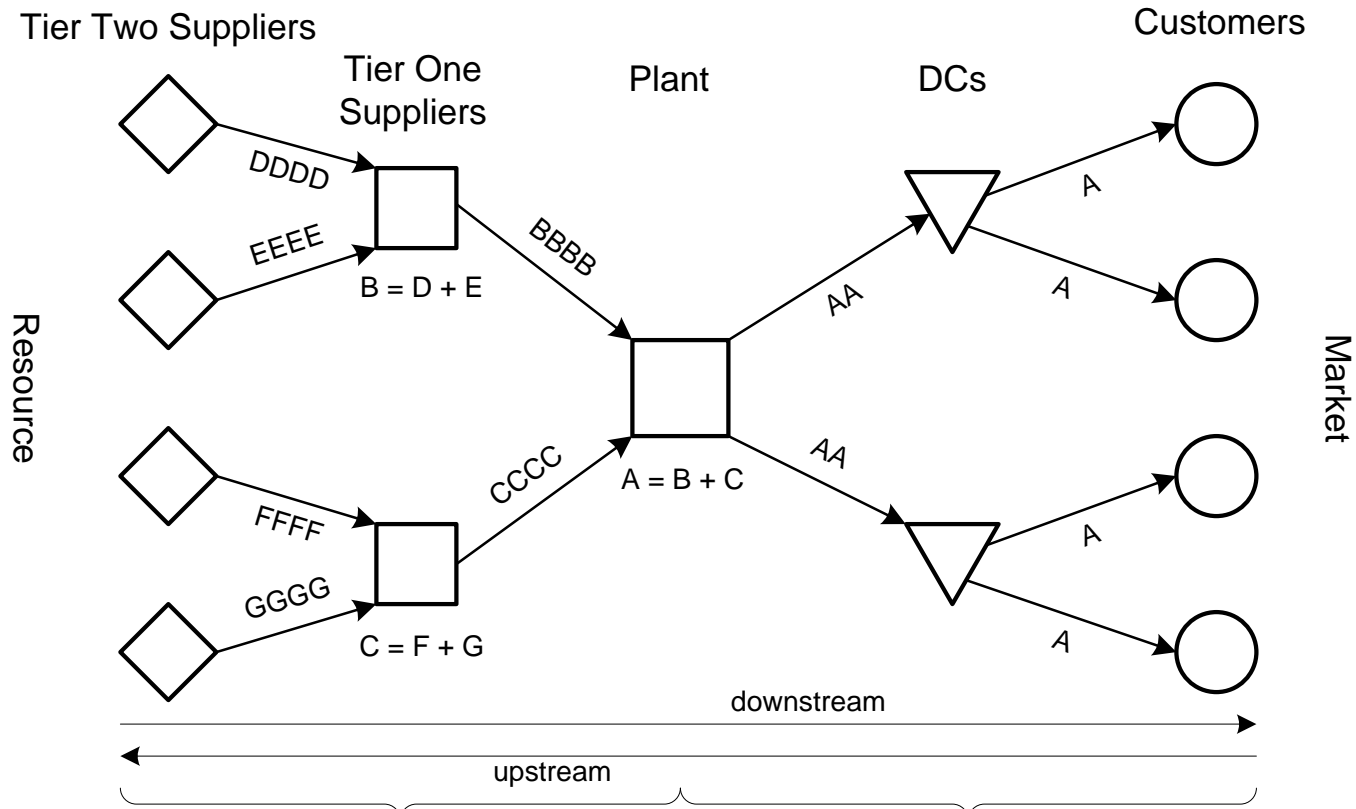 Tier Two Suppliers
Customers
Tier One
Suppliers
Plant
DCs
DDDD
EEEE
B = D + E
BBBB
AA
A
A
Resource
Market
FFFF
GGGG
C = F + G
CCCC
A = B + C
AA
A
A
downstream
upstream